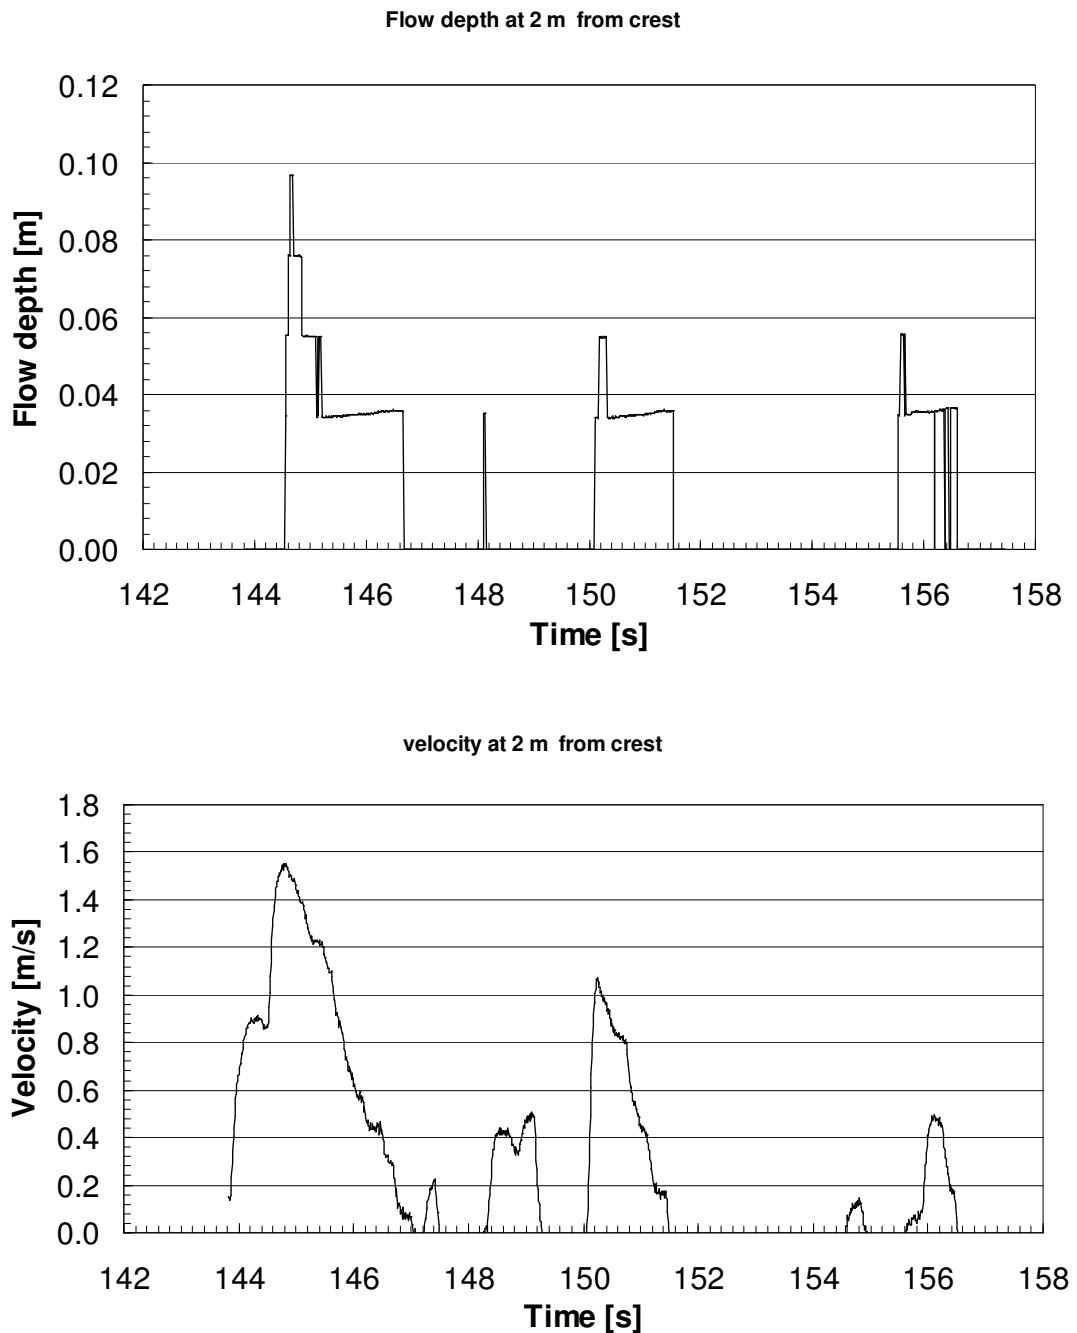 Flow depth at 2 m from crest
0.12
0.10
0.08
0.06
0.04
0.02
0.00
Flow depth [m]
142 144 146 148 150 152 154 156 158
Time [s]
velocity at 2 m from crest
1.8
1.6
1.4
1.2
1.0
0.8
0.6
0.4
0.2
0.0
Velocity [m/s]
142 144 146 148 150 152 154 156 158
Time [s]